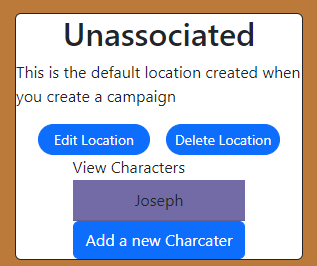 Unassociated
This is the default location created when
you create a campaign
Edit Location Delete Location
View Characters
Joseph
Add a new Charcater